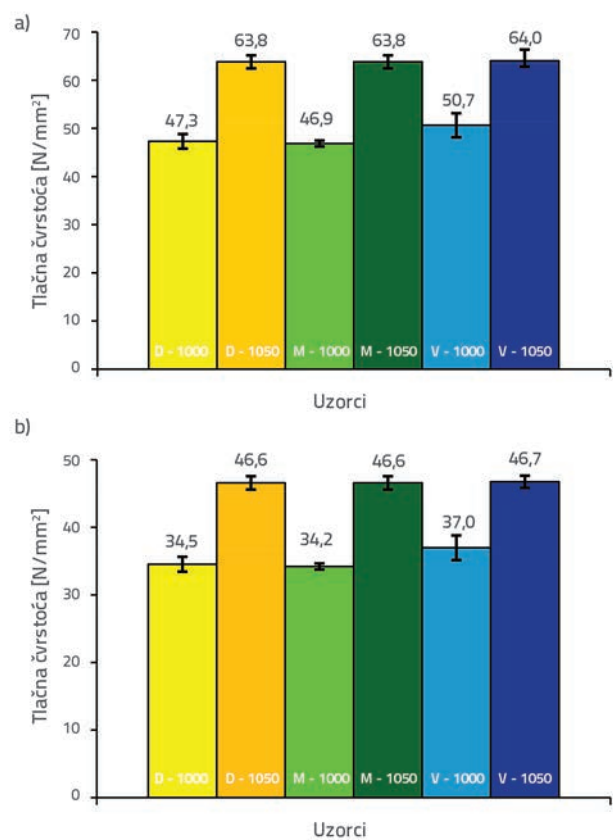 a)
Tlačna čvrstoća [N/mm²]
70
60
50
40
30
20
10
0
47,3
63,8
46,9
63,8
50,7
64,0
D - 1000
D - 1050
M - 1000
M - 1050
V - 1000
V - 1050
Uzorci
b)
Tlačna čvrstoća [N/mm²]
50
40
30
20
10
0
34,5
46,6
34,2
46,6
37,0
46,7
D - 1000
D - 1050
M - 1000
M - 1050
V - 1000
V - 1050
Uzorci